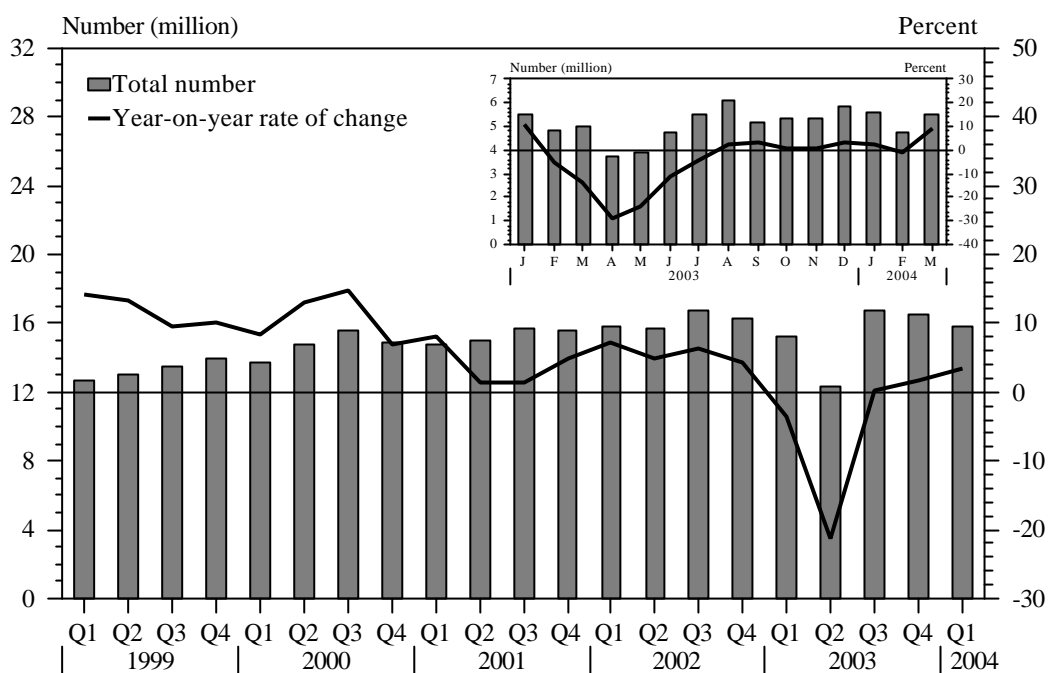 Number (million) Percent
32 50
28 40
24 30
20 20
16 10
12 0
8 -10
4 -20
0 -30
Total number
Year-on-year rate of change
Number (million) Percent
7 30
6 20
5 10
4 0
3 -10
2 -20
1 -30
0 -40
J F M A M J J A S O N D J F M
2003 2004
Q1 Q2 Q3 Q4 Q1 Q2 Q3 Q4 Q1 Q2 Q3 Q4 Q1 Q2 Q3 Q4 Q1 Q2 Q3 Q4 Q1
1999 2000 2001 2002 2003 2004